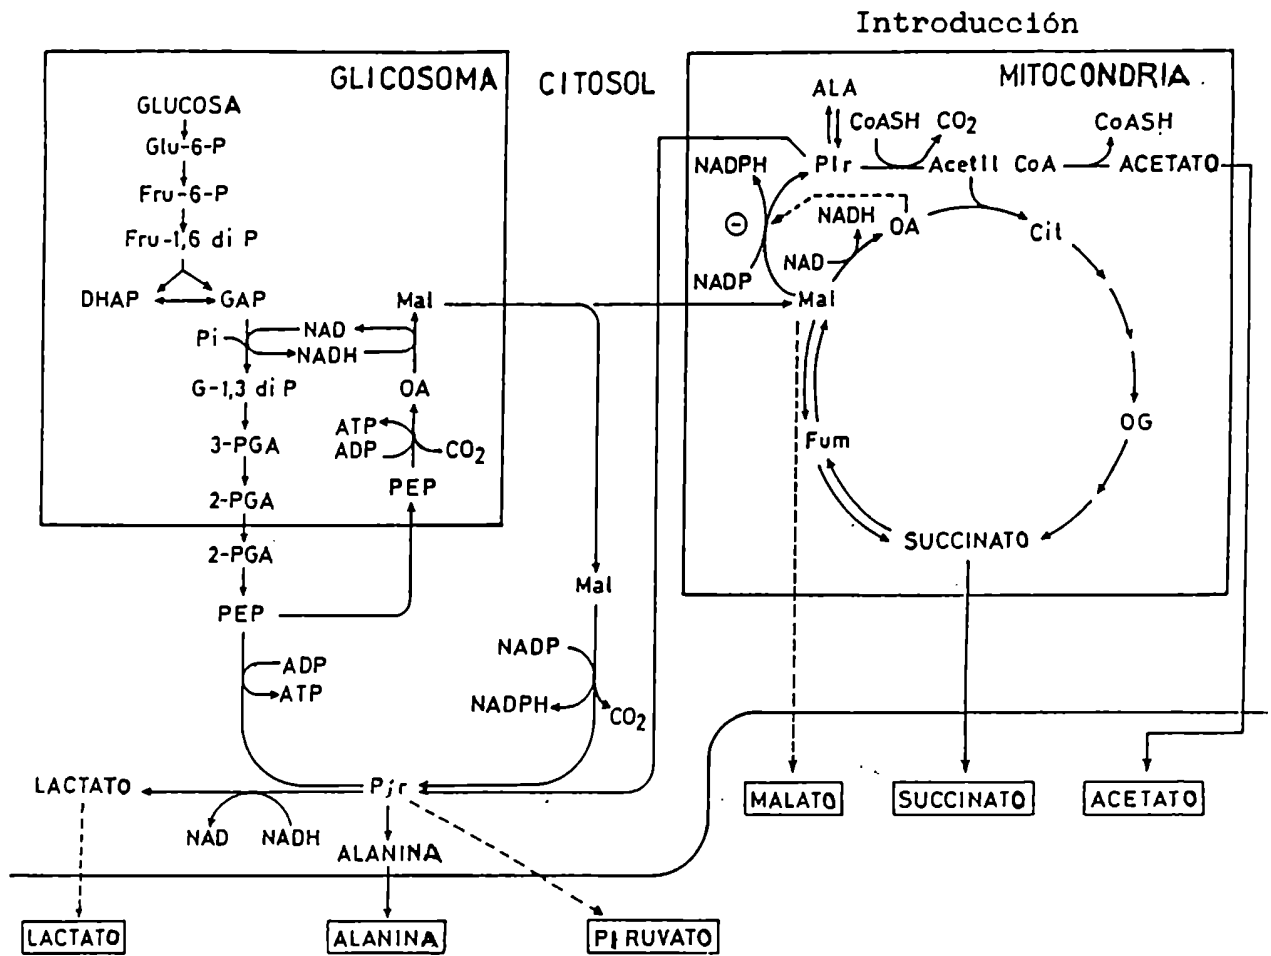 Introducción
GLICOSOMA
CITOSOL
MITOCONDRIA
GLUCOSA
Glu-6-P
Fru-6-P
Fru-1,6 di P
DHAP
GAP
Pi
NAD
NADH
Mal
G-1,3 di P
OA
3-PGA
ATP
ADP
CO2
2-PGA
PEP
2-PGA
PEP
ADP
ATP
Mal
NADP
NADPH
CO2
LACTATO
Pir
NAD
NADH
ALANINA
LACTATO
ALANINA
PIRUVATO
ALA
CoASH
CO2
CoASH
NADPH
Pir
Acetil CoA
ACETATO
NADH
OA
Cit
NAD
NADP
Mal
OG
Fum
SUCCINATO
MALATO
SUCCINATO
ACETATO